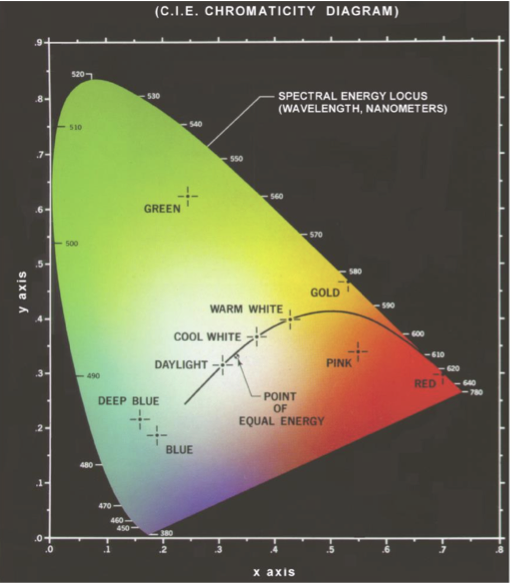 (C.I.E. CHROMATICITY DIAGRAM)
.9
.8
.7
.6
.5
.4
.3
.2
.1
.0
y axis
520
530
SPECTRAL ENERGY LOCUS
(WAVELENGTH, NANOMETERS)
510
540
550
560
GREEN
570
500
580
GOLD
590
WARM WHITE
600
COOL WHITE
610
DAYLIGHT
PINK
620
RED
640
780
490
DEEP BLUE
POINT
OF
EQUAL ENERGY
BLUE
480
470
460
450
380
.0
.1
.2
.3
.4
.5
.6
.7
.8
x axis